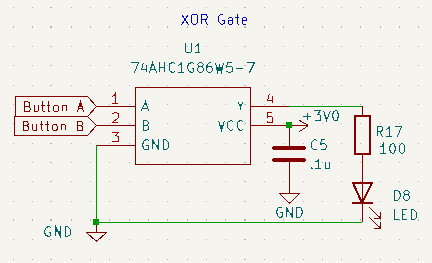 XOR Gate
U1
74AHC1G86W5-7
Button A
1
A
Y
4
+3V0
Button B
2
B
VCC
5
3
GND
R17
100
C5
.1u
GND
D8
LED
GND